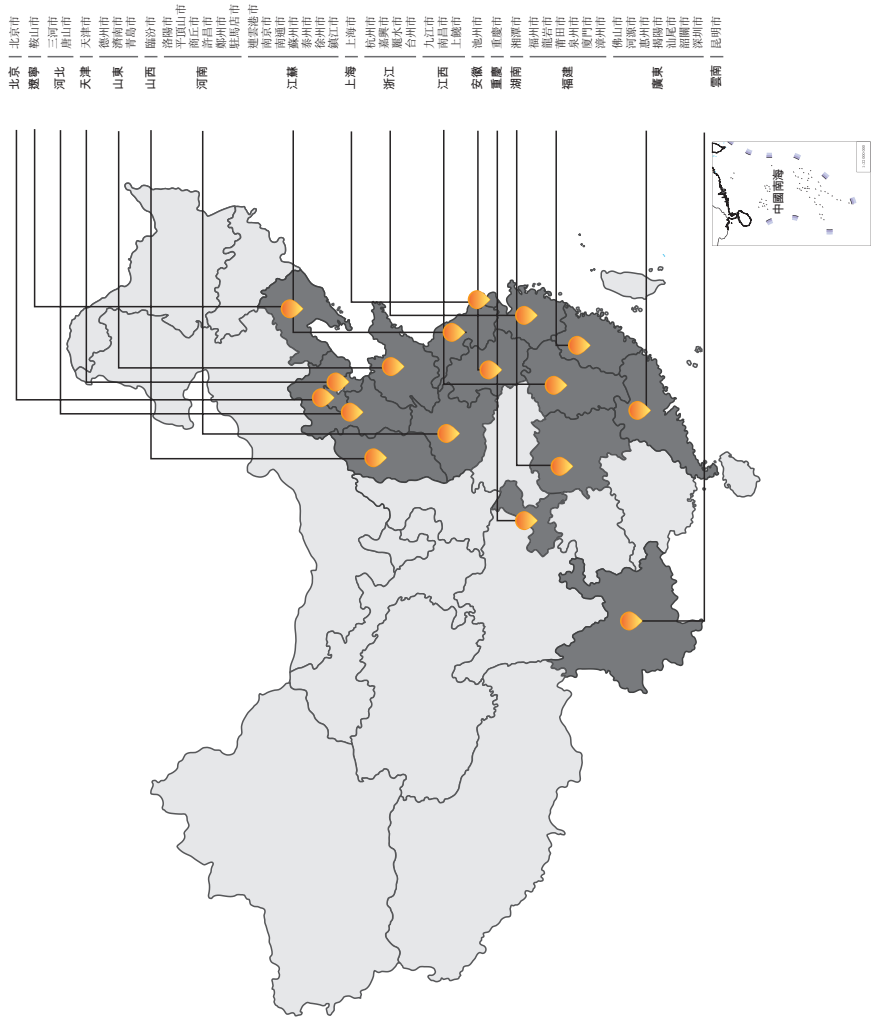 北京
北京市
遼寧
鞍山市
河北
三河市
唐山市
天津
天津市
山東
德州市
濟南市
青島市
山西
臨汾市
河南
洛陽市
平頂山市
商丘市
許昌市
鄭州市
駐馬店市
江蘇
連雲港市
南京市
南通市
蘇州市
泰州市
徐州市
鎮江市
上海
上海市
浙江
杭州市
嘉興市
麗水市
台州市
江西
九江市
南昌市
上饒市
安徽
池州市
重慶
重慶市
湖南
湘潭市
福建
福州市
龍岩市
莆田市
泉州市
廈門市
漳州市
廣東
佛山市
河源市
惠州市
揭陽市
汕尾市
韶關市
深圳市
雲南
昆明市
中國南海